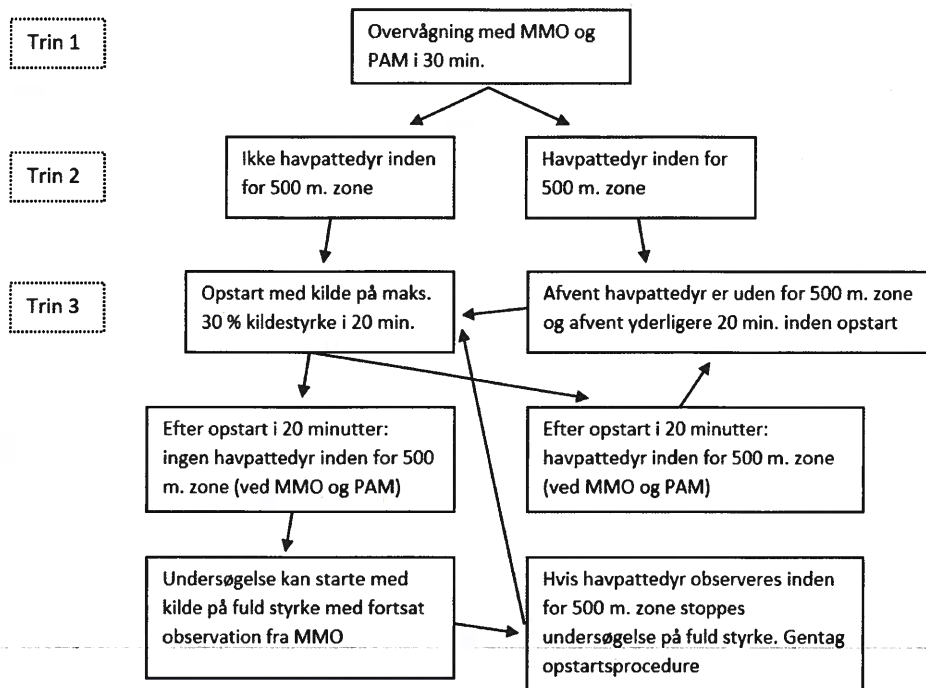 Trin 1
Overvågning med MMO og
PAM i 30 min.
Trin 2
Ikke havpattedyr inden
for 500 m. zone
Havpattedyr inden for
500 m. zone
Trin 3
Opstart med kilde på maks.
30 % kildestyrke i 20 min.
Afvent havpattedyr er uden for 500 m. zone
og afvent yderligere 20 min. inden opstart
Efter opstart i 20 minutter:
ingen havpattedyr inden for 500
m. zone (ved MMO og PAM)
Efter opstart i 20 minutter:
havpattedyr inden for 500 m. zone
(ved MMO og PAM)
Undersøgelse kan starte med
kilde på fuld styrke med fortsat
observation fra MMO
Hvis havpattedyr observeres inden
for 500 m. zone stoppes
undersøgelse på fuld styrke. Gentag
opstartsprocedure